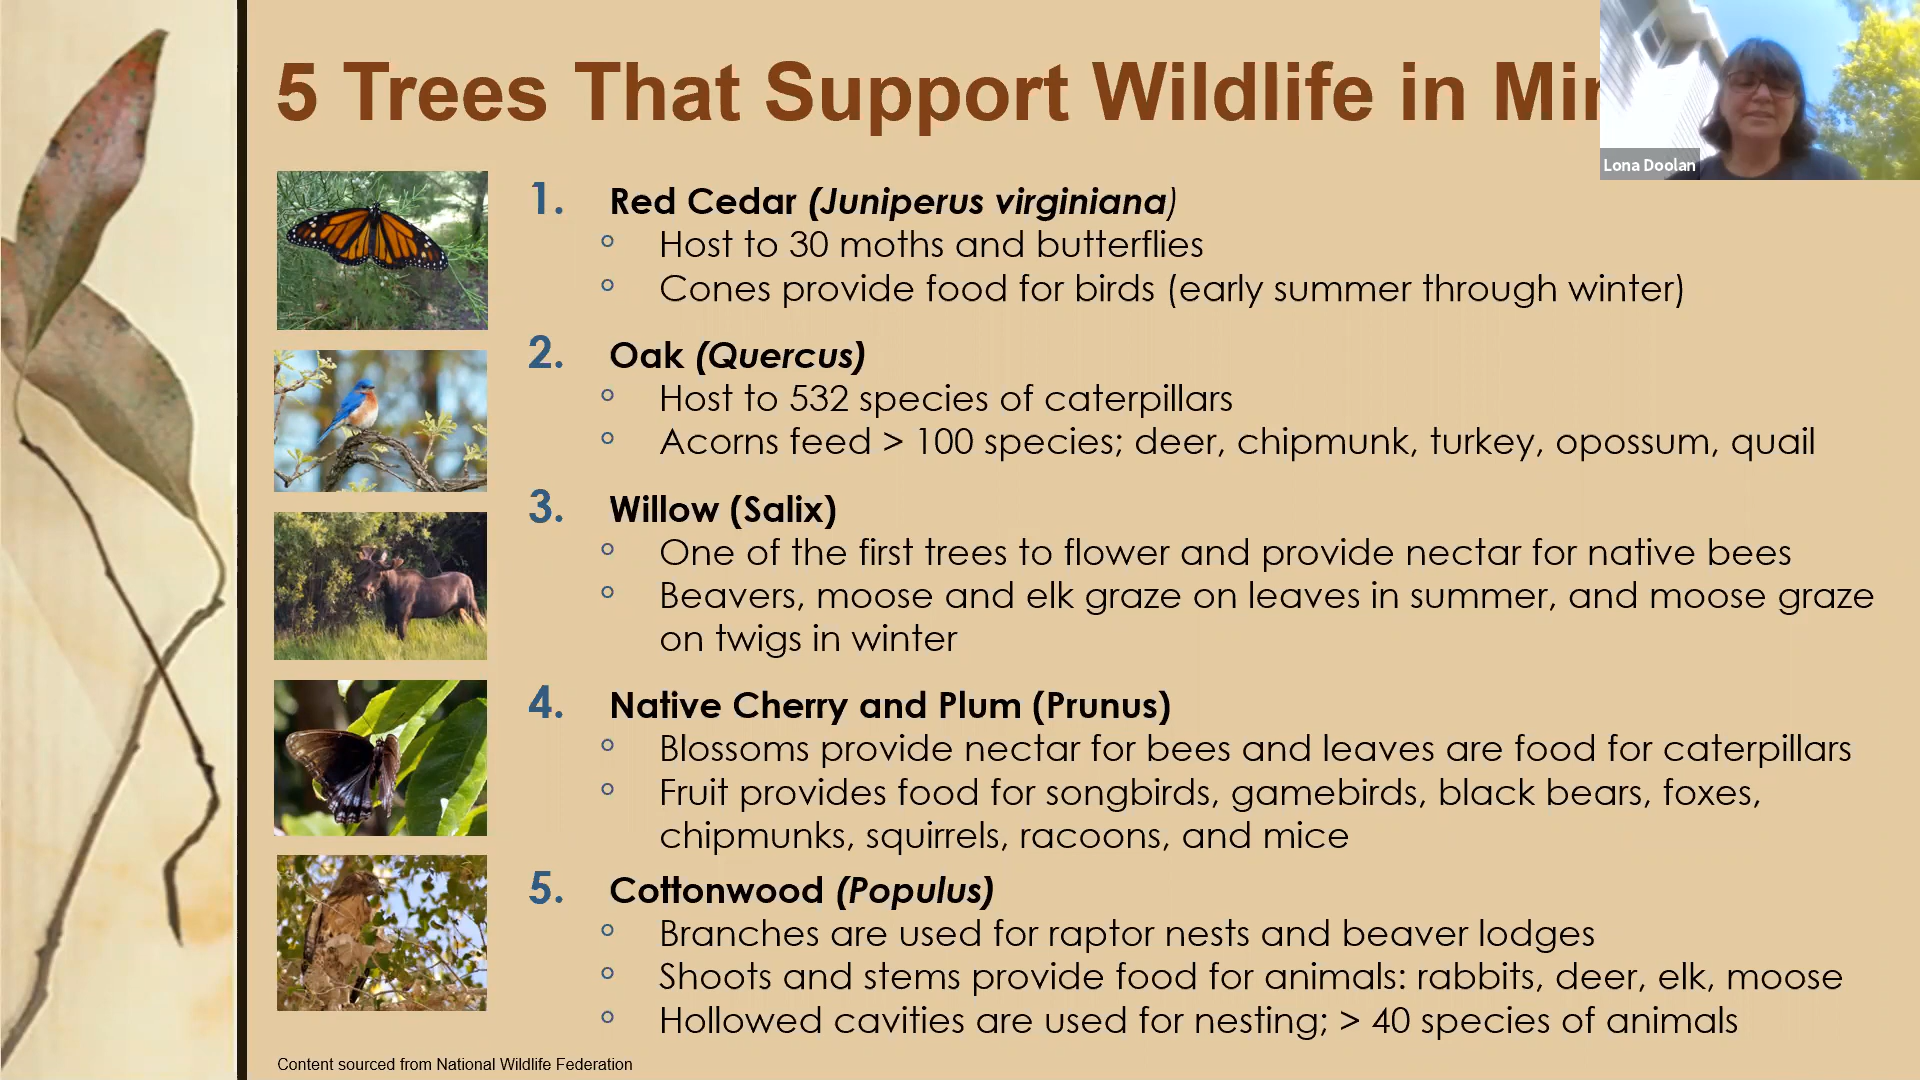 5 Trees That Support Wildlife in
Lona Doolan
1. Red Cedar (Juniperus virginiana)
° Host to 30 moths and butterflies
° Cones provide food for birds (early summer through winter)
2. Oak (Quercus)
° Host to 532 species of caterpillars
° Acorns feed > 100 species; deer, chipmunk, turkey, opossum, quail
3. Willow (Salix)
° One of the first trees to flower and provide nectar for native bees
° Beavers, moose and elk graze on leaves in summer, and moose graze
on twigs in winter
4. Native Cherry and Plum (Prunus)
° Blossoms provide nectar for bees and leaves are food for caterpillars
° Fruit provides food for songbirds, gamebirds, black bears, foxes,
chipmunks, squirrels, racoons, and mice
5. Cottonwood (Populus)
° Branches are used for raptor nests and beaver lodges
° Shoots and stems provide food for animals: rabbits, deer, elk, moose
° Hollowed cavities are used for nesting; > 40 species of animals
Content sourced from National Wildlife Federation